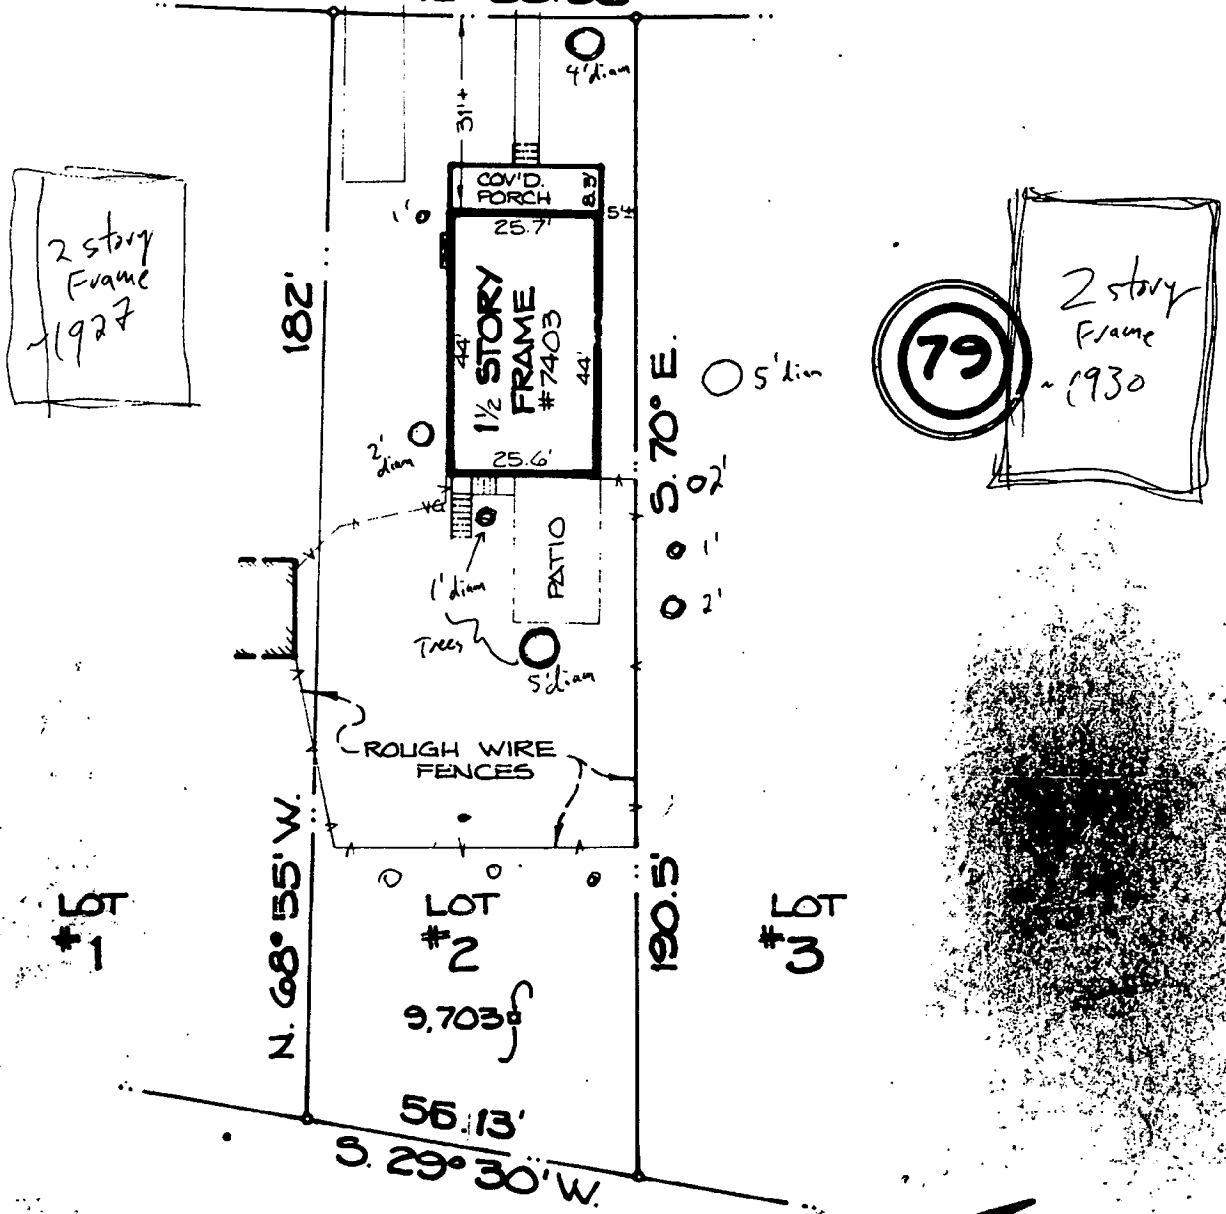 4' diam
31'±
COV'D.
PORCH
8.3'
1'
5'±
25.7'
2 story
Frame
~1927
182'
1½ STORY
FRAME
#7403
44'
44'
25.6'
S. 70° E.
5' diam
79
2 story
Frame
~1930
2'
diam
2'
1'
2'
PATIO
1' diam
Trees
5' diam
ROUGH WIRE
FENCES
N. 68° 55' W.
190.5'
LOT
#1
LOT
#2
LOT
#3
9,703
56.13'
S. 29° 30' W.